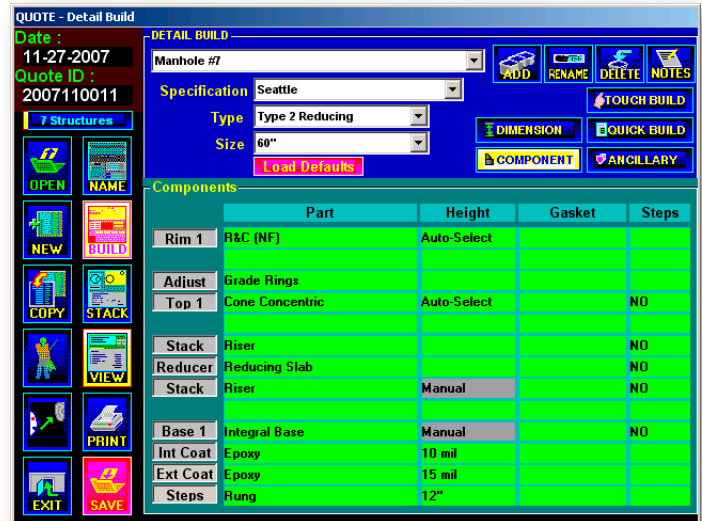 QUOTE - Detail Build
Date :
11-27-2007
Quote ID :
2007110011
7 Structures
OPEN
NAME
NEW
BUILD
COPY
STACK
VIEW
PRINT
EXIT
SAVE
DETAIL BUILD
Manhole #7
ADD
RENAME
DELETE
NOTES
Specification Seattle
TOUCH BUILD
Type Type 2 Reducing
DIMENSION
QUICK BUILD
Size 60"
COMPONENT
ANCILLARY
Load Defaults
Components
Part Height Gasket Steps
Rim 1 R&C (NF) Auto-Select
Adjust Grade Rings
Top 1 Cone Concentric Auto-Select NO
Stack Riser NO
Reducer Reducing Slab NO
Stack Riser Manual NO
Base 1 Integral Base Manual NO
Int Coat Epoxy 10 mil
Ext Coat Epoxy 15 mil
Steps Rung 12"